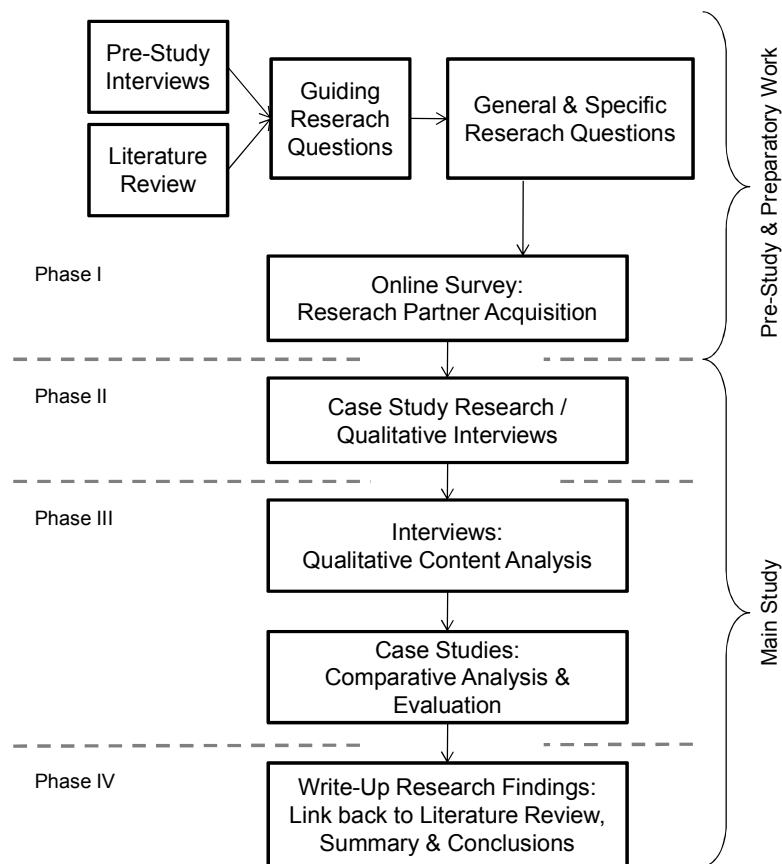 Pre-Study
Interviews
Literature
Review
Guiding
Reserach
Questions
General & Specific
Reserach Questions
Pre-Study & Preparatory Work
Phase I
Online Survey:
Reserach Partner Acquisition
Phase II
Case Study Research /
Qualitative Interviews
Phase III
Interviews:
Qualitative Content Analysis
Main Study
Case Studies:
Comparative Analysis &
Evaluation
Phase IV
Write-Up Research Findings:
Link back to Literature Review,
Summary & Conclusions